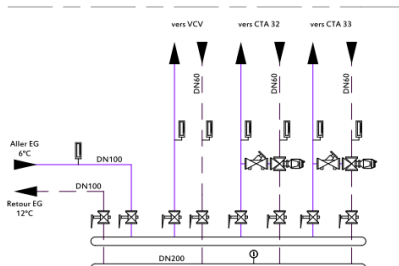 vers VCV
vers CTA 32
vers CTA 33
DN60
DN60
DN60
Aller EG
6°C
DN100
DN100
Retour EG
12°C
DN200